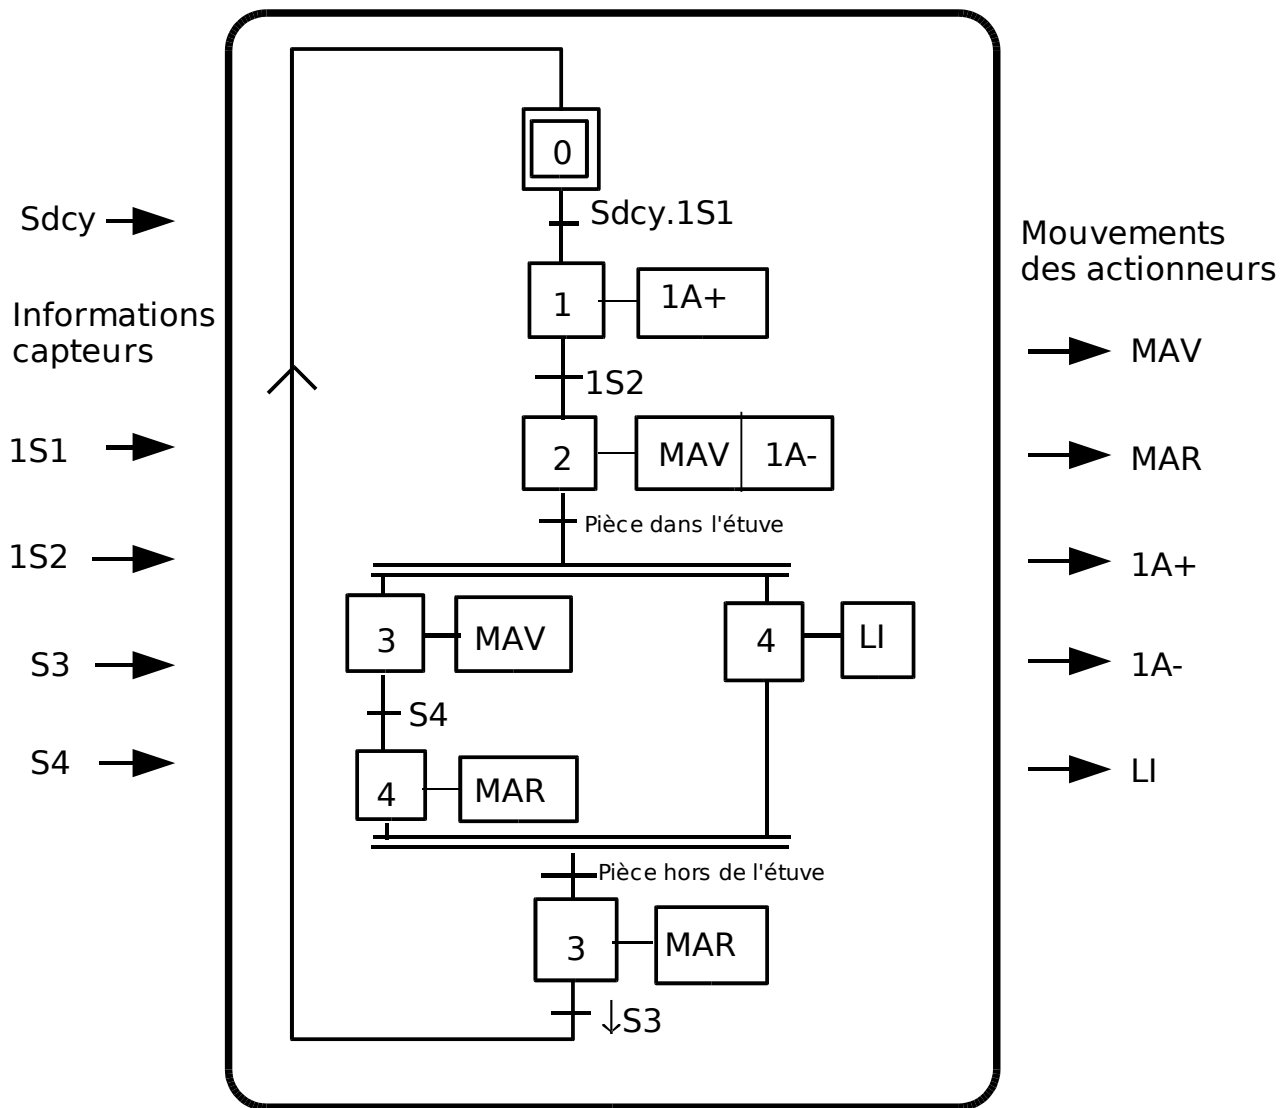 Sdcy
Informations
capteurs
1S1
1S2
S3
S4
0
Sdcy.1S1
1
1A+
1S2
2
MAV 1A-
Pièce dans l'étuve
3
MAV
4
LI
S4
4
MAR
Pièce hors de l'étuve
3
MAR
↓S3
Mouvements
des actionneurs
MAV
MAR
1A+
1A-
LI